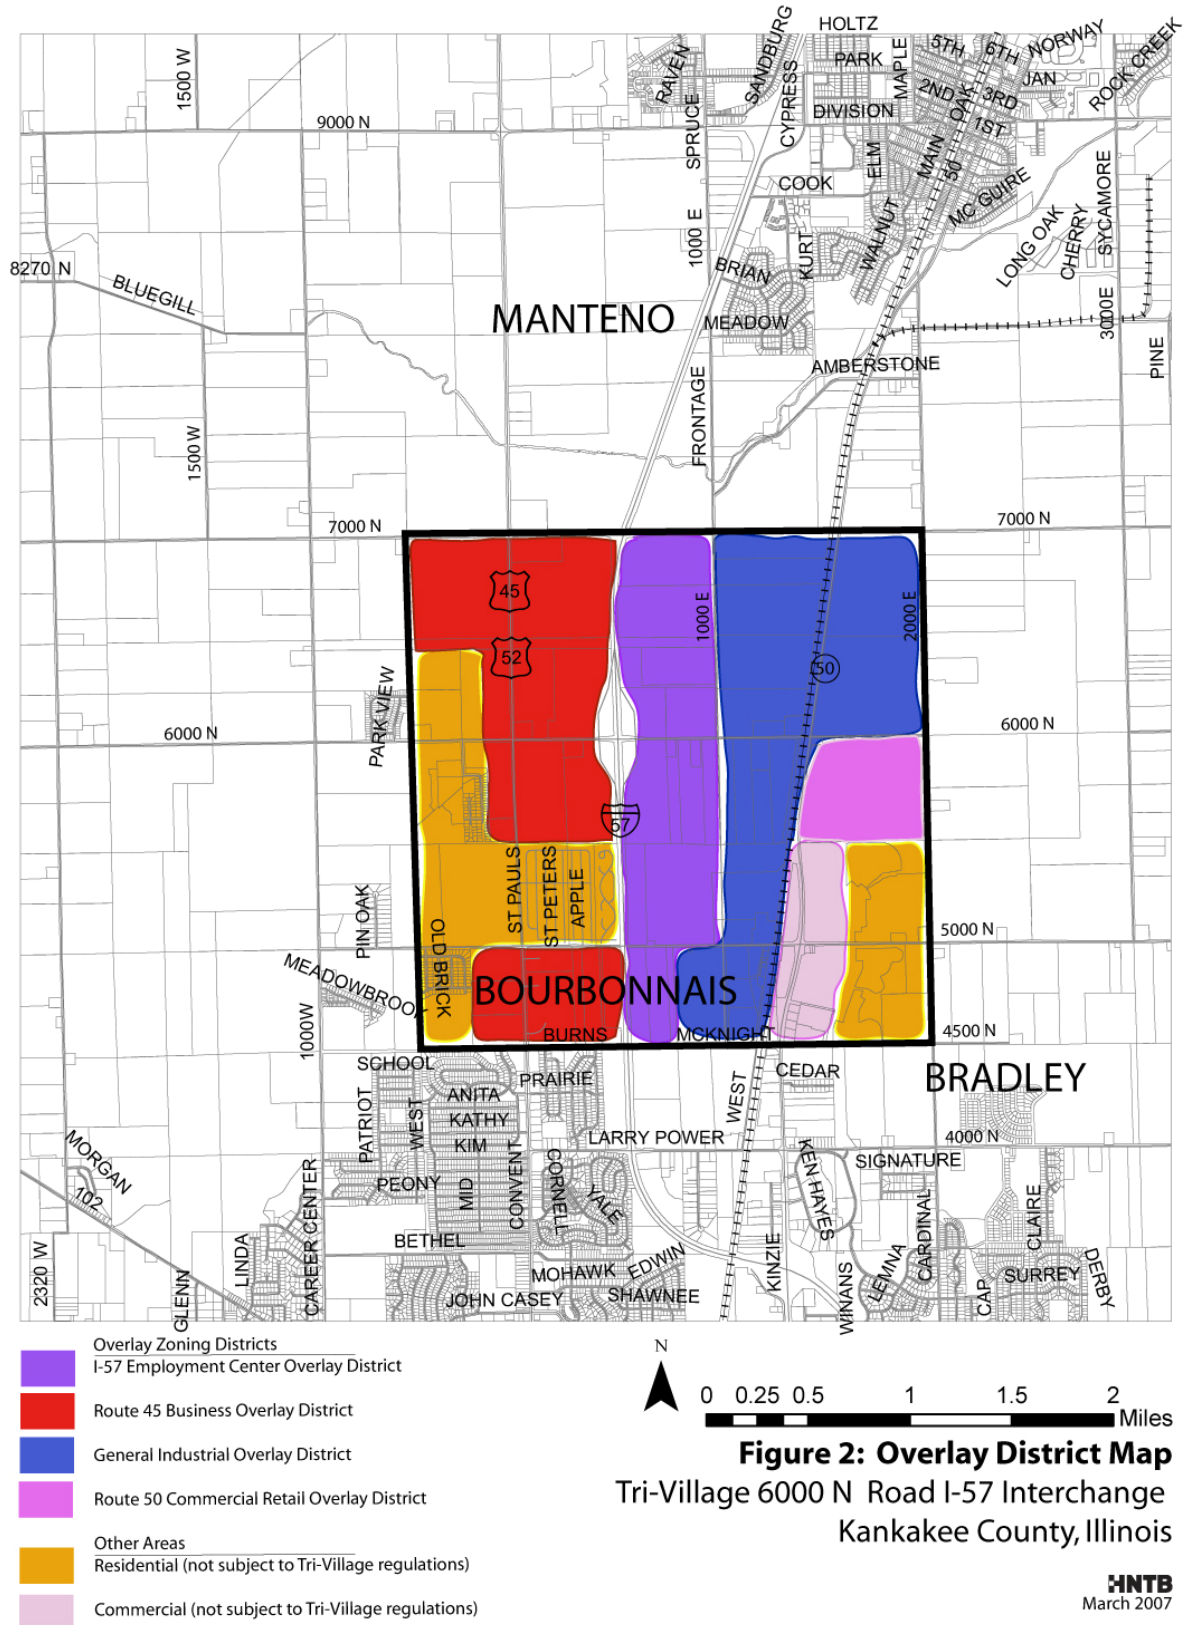 HOLTZ
SANDBURG
5TH
6TH
NORWAY
RAVEN
PARK
MAPLE
JAN
ROCK CREEK
1500 W
CYPRESS
2ND
OAK
3RD
9000 N
SPRUCE
DIVISION
1ST
ELM
MAIN
50
COOK
MC GUIRE
SYCAMORE
1000 E
KURT
WALNUT
LONG OAK
CHERRY
8270 N
BLUEGILL
BRIAN
MANTENO
MEADOW
3000E
AMBERSTONE
PINE
FRONTAGE
1500 W
7000 N
7000 N
45
1000 E
2000 E
52
50
PARK VIEW
6000 N
6000 N
57
ST PAULS
ST PETERS
APPLE
PIN OAK
OLD BRICK
5000 N
MEADOWBROOK
BOURBONNAIS
1000W
BURNS
MCKNIGHT
4500 N
SCHOOL
PRAIRIE
CEDAR
BRADLEY
ANITA
PATRIOT
WEST
KATHY
WEST
KIM
LARRY POWER
4000 N
MORGAN
102
CONVENT
CORNELL
KEN HAYES
SIGNATURE
PEONY
MID
YALE
CAREER CENTER
CARDINAL
CLAIRE
BETHEL
LINDA
EDWIN
KINZIE
2320 W
MOHAWK
LEMNA
SURREY
DERBY
GLENN
JOHN CASEY
SHAWNEE
WINANS
CAP
Overlay Zoning Districts
I-57 Employment Center Overlay District
Route 45 Business Overlay District
General Industrial Overlay District
Route 50 Commercial Retail Overlay District
Other Areas
Residential (not subject to Tri-Village regulations)
Commercial (not subject to Tri-Village regulations)
N
0 0.25 0.5 1 1.5 2
Miles
Figure 2: Overlay District Map
Tri-Village 6000 N Road I-57 Interchange
Kankakee County, Illinois
HNTB
March 2007